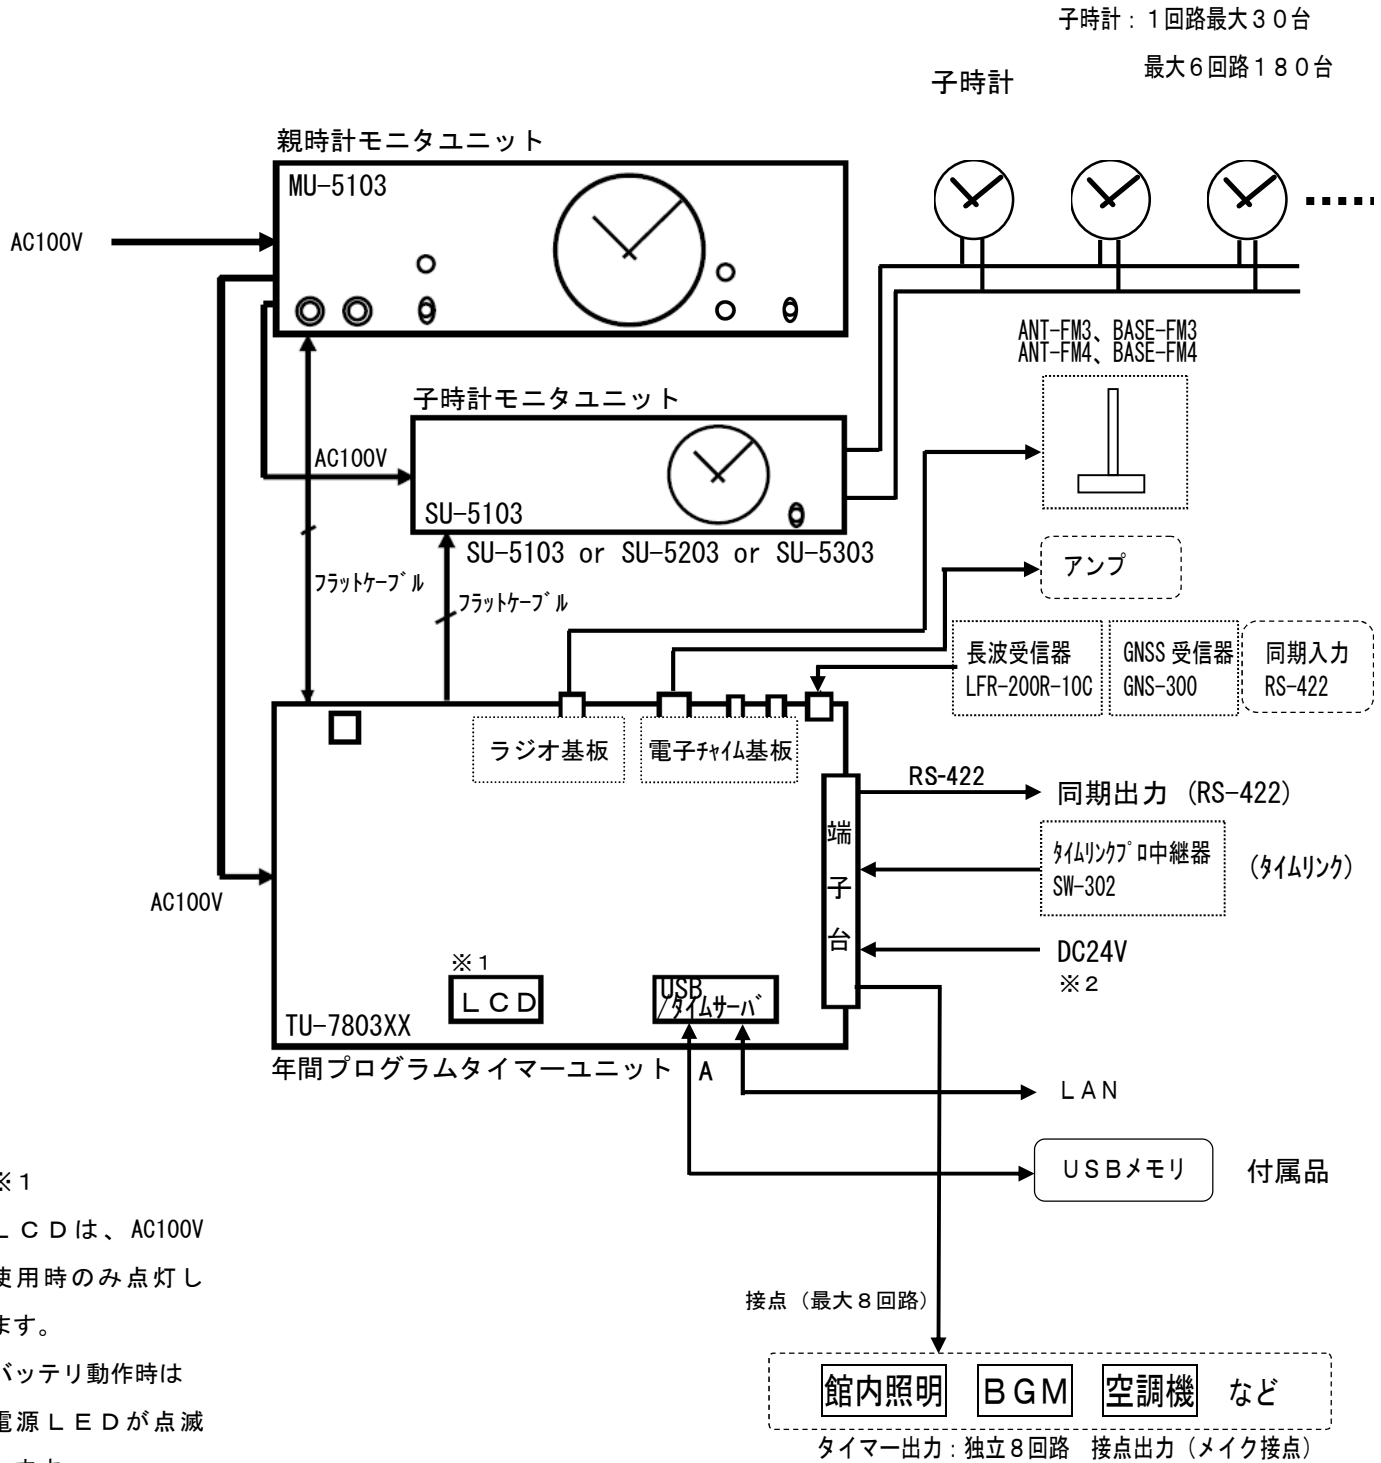 子時計：１回路最大３０台
最大６回路１８０台
子時計
親時計モニタユニット
MU-5103
AC100V
ANT-FM3、BASE-FM3
ANT-FM4、BASE-FM4
子時計モニタユニット
AC100V
SU-5103
SU-5103 or SU-5203 or SU-5303
アンプ
ﾌﾗｯﾄｹｰﾌﾞﾙ
ﾌﾗｯﾄｹｰﾌﾞﾙ
長波受信器
LFR-200R-10C
GNSS 受信器
GNS-300
同期入力
RS-422
ラジオ基板
電子ﾁｬｲﾑ基板
RS-422
同期出力（RS-422）
端子台
ﾀｲﾑﾘﾝｸﾌﾟﾛ中継器
SW-302
（ﾀｲﾑﾘﾝｸ）
AC100V
DC24V
※２
※１
ＬＣＤ
USB
/ﾀｲﾑｻｰﾊﾞ
TU-7803XX
年間プログラムタイマーユニット
A
ＬＡＮ
ＵＳＢメモリ
付属品
※１
ＬＣＤは、AC100V
使用時のみ点灯し
ます。
バッテリ動作時は
電源ＬＥＤが点滅
接点（最大８回路）
館内照明
ＢＧＭ
空調機
など
タイマー出力：独立８回路　接点出力（メイク接点）